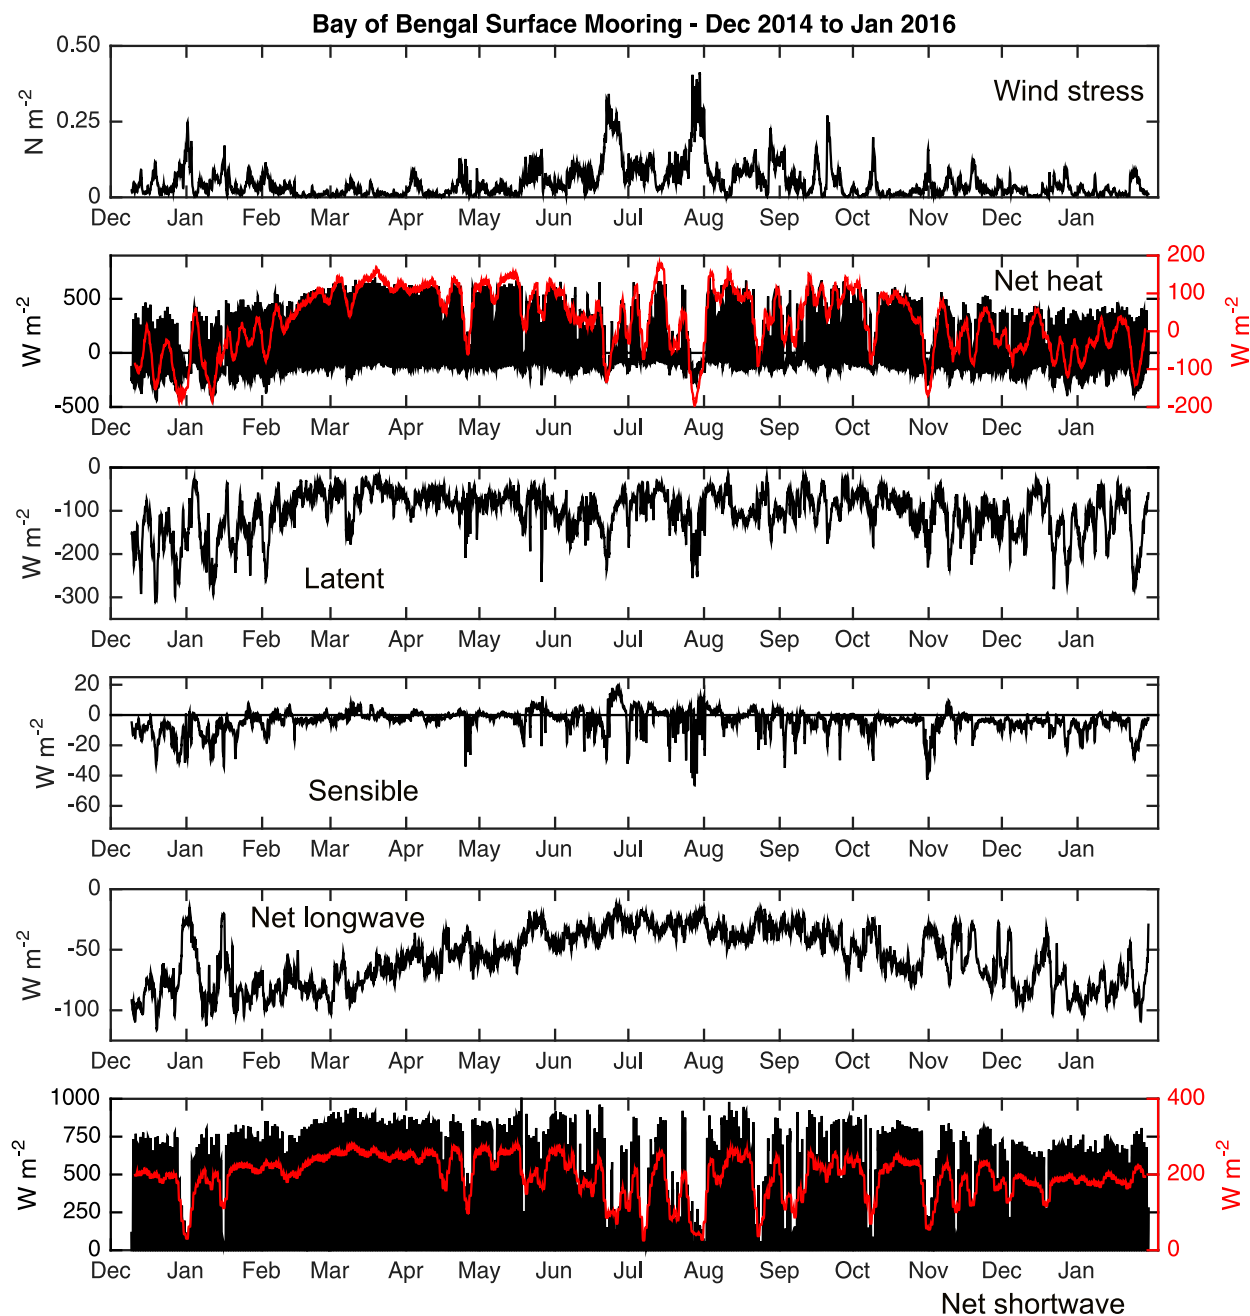 Bay of Bengal Surface Mooring - Dec 2014 to Jan 2016
0.50
0.25
0
N m-2
Wind stress
Dec Jan Feb Mar Apr May Jun Jul Aug Sep Oct Nov Dec Jan
500
0
-500
W m-2
Net heat
200
100
0
-100
-200
W m-2
Dec Jan Feb Mar Apr May Jun Jul Aug Sep Oct Nov Dec Jan
0
-100
-200
-300
W m-2
Latent
Dec Jan Feb Mar Apr May Jun Jul Aug Sep Oct Nov Dec Jan
20
0
-20
-40
-60
W m-2
Sensible
Dec Jan Feb Mar Apr May Jun Jul Aug Sep Oct Nov Dec Jan
0
-50
-100
W m-2
Net longwave
Dec Jan Feb Mar Apr May Jun Jul Aug Sep Oct Nov Dec Jan
1000
750
500
250
0
W m-2
400
200
0
W m-2
Dec Jan Feb Mar Apr May Jun Jul Aug Sep Oct Nov Dec Jan
Net shortwave